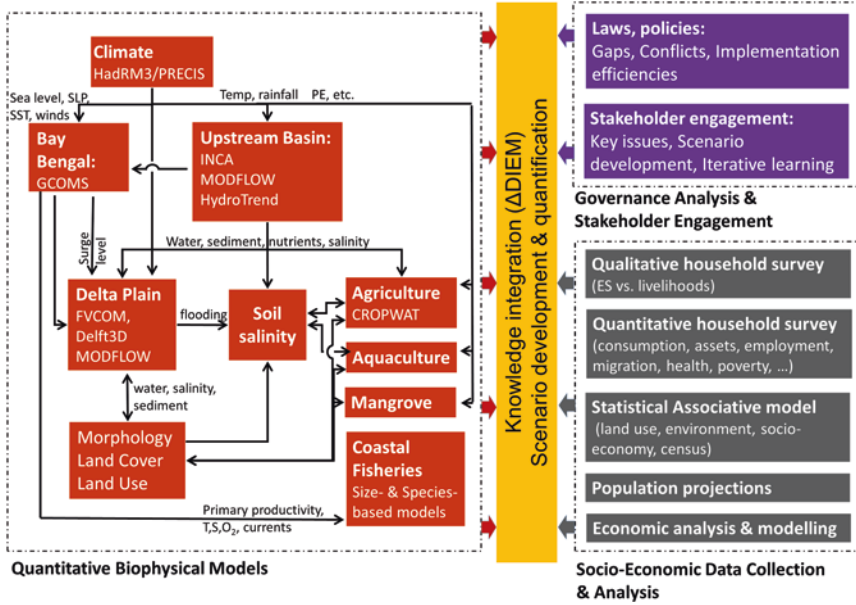 Climate
HadRM3/PRECIS
Sea level, SLP,
SST, winds
Temp, rainfall PE, etc.
Bay
Bengal:
GCOMS
Upstream Basin:
INCA
MODFLOW
HydroTrend
Surge
level
Water, sediment, nutrients, salinity
Delta Plain
FVCOM,
Delft3D
MODFLOW
flooding
Soil
salinity
Agriculture
CROPWAT
Aquaculture
Mangrove
water, salinity,
sediment
Morphology
Land Cover
Land Use
Coastal
Fisheries
Size- & Species-
based models
Primary productivity,
T,S,O₂, currents
Quantitative Biophysical Models
Knowledge integration (ΔDIEM)
Scenario development & quantification
Laws, policies:
Gaps, Conflicts, Implementation
efficiencies
Stakeholder engagement:
Key issues, Scenario
development, Iterative learning
Governance Analysis &
Stakeholder Engagement
Qualitative household survey
(ES vs. livelihoods)
Quantitative household survey
(consumption, assets, employment,
migration, health, poverty, ...)
Statistical Associative model
(land use, environment, socio-
economy, census)
Population projections
Economic analysis & modelling
Socio-Economic Data Collection
& Analysis